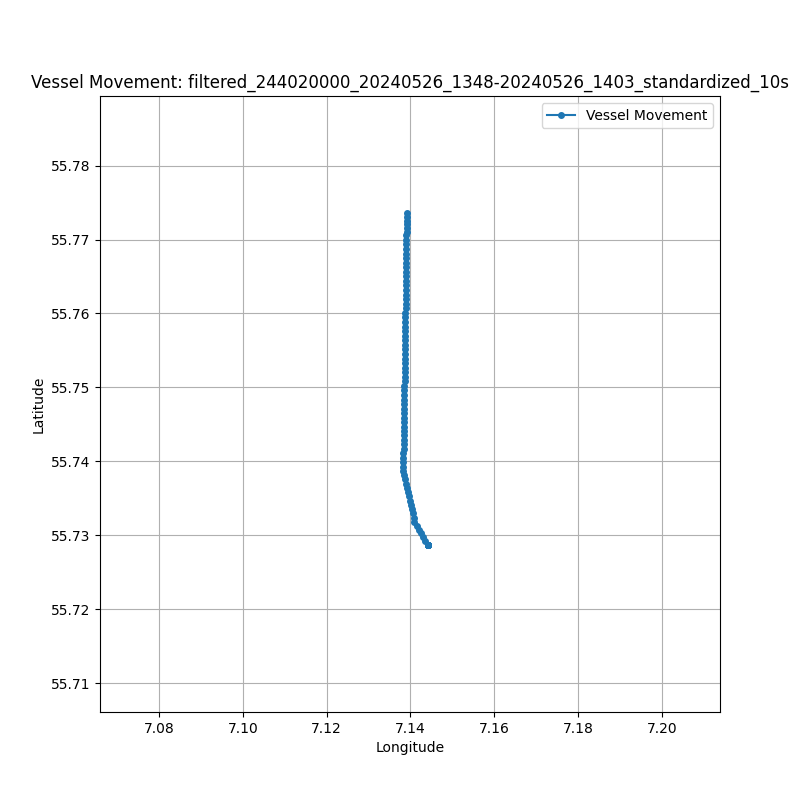 Vessel Movement: filtered_244020000_20240526_1348-20240526_1403_standardized_10s
Vessel Movement
55.78
55.77
55.76
55.75
55.74
55.73
55.72
55.71
Latitude
7.08 7.10 7.12 7.14 7.16 7.18 7.20
Longitude